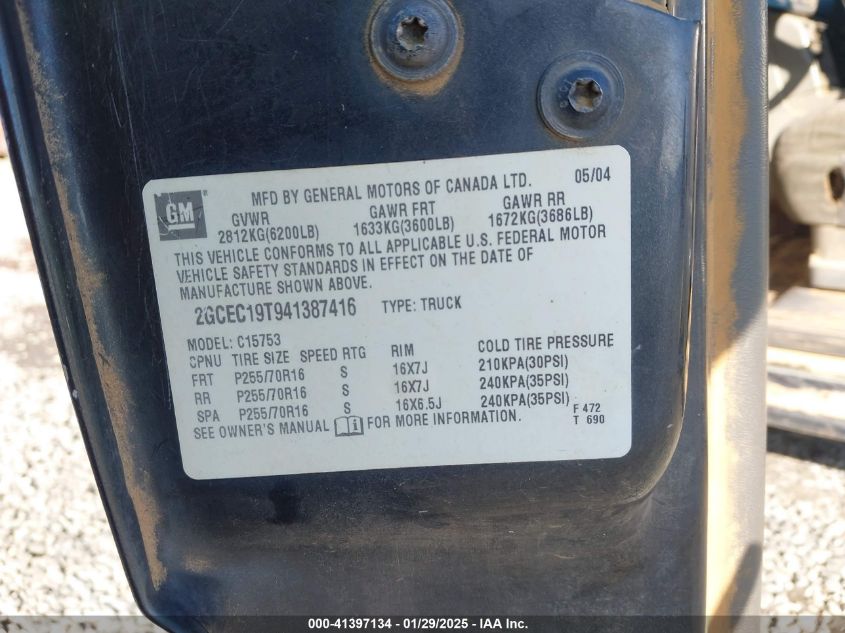 GM
MFD BY GENERAL MOTORS OF CANADA LTD. 05/04
GVWR GAWR FRT GAWR RR
2812KG(6200LB) 1633KG(3600LB) 1672KG(3686LB)
THIS VEHICLE CONFORMS TO ALL APPLICABLE U.S. FEDERAL MOTOR
VEHICLE SAFETY STANDARDS IN EFFECT ON THE DATE OF
MANUFACTURE SHOWN ABOVE.
2GCEC19T941387416 TYPE: TRUCK
MODEL: C15753
CPNU TIRE SIZE SPEED RTG RIM COLD TIRE PRESSURE
FRT P255/70R16 S 16X7J 210KPA(30PSI)
RR P255/70R16 S 16X7J 240KPA(35PSI)
SPA P255/70R16 S 16X6.5J 240KPA(35PSI)
SEE OWNER'S MANUAL FOR MORE INFORMATION.
F 472
T 690
000-41397134 - 01/29/2025 - IAA Inc.